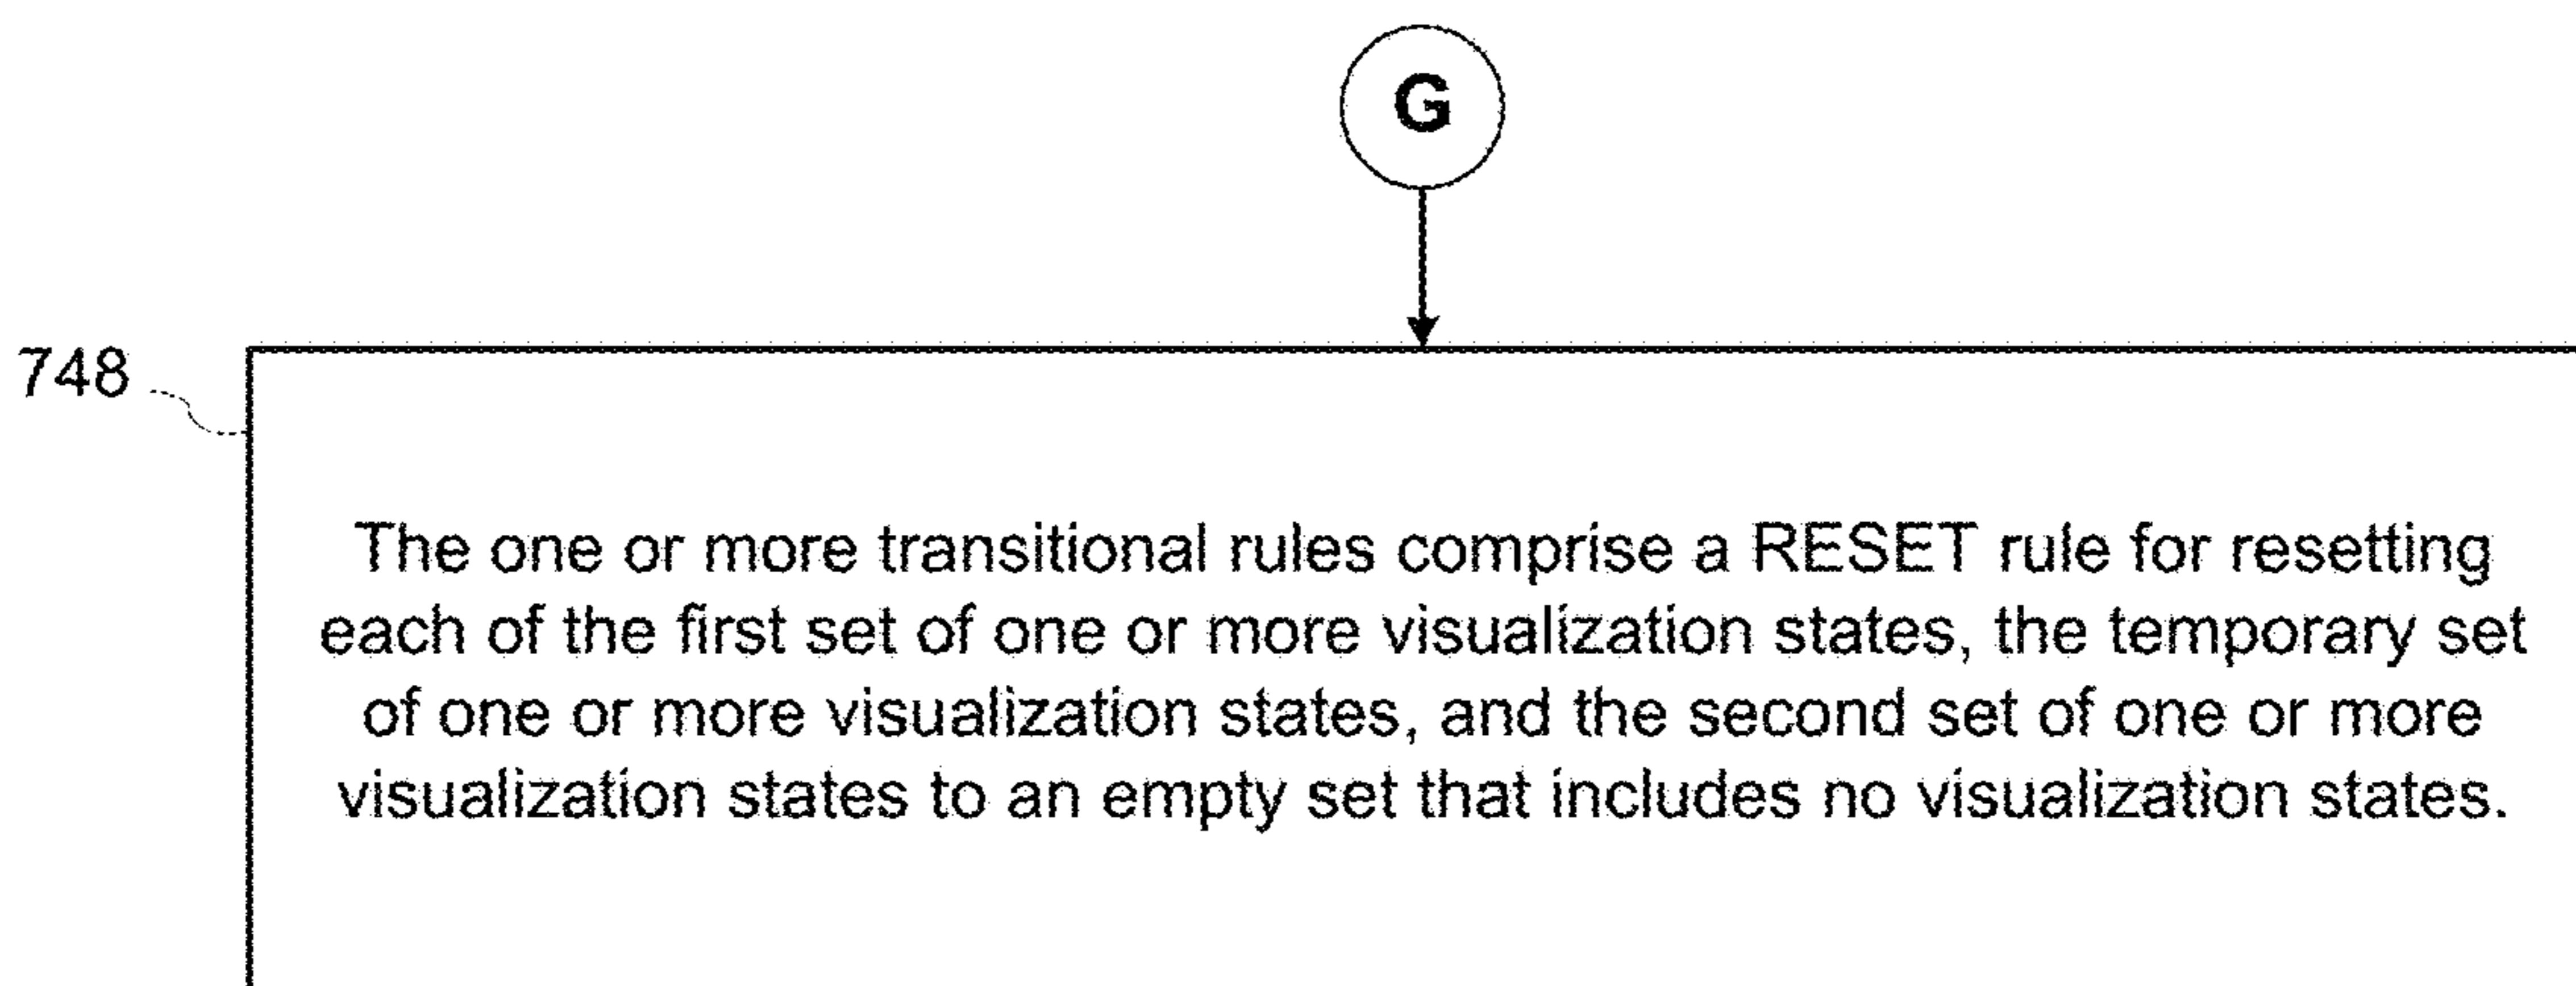 G
748
The one or more transitional rules comprise a RESET rule for resetting
each of the first set of one or more visualization states, the temporary set
of one or more visualization states, and the second set of one or more
visualization states to an empty set that includes no visualization states.